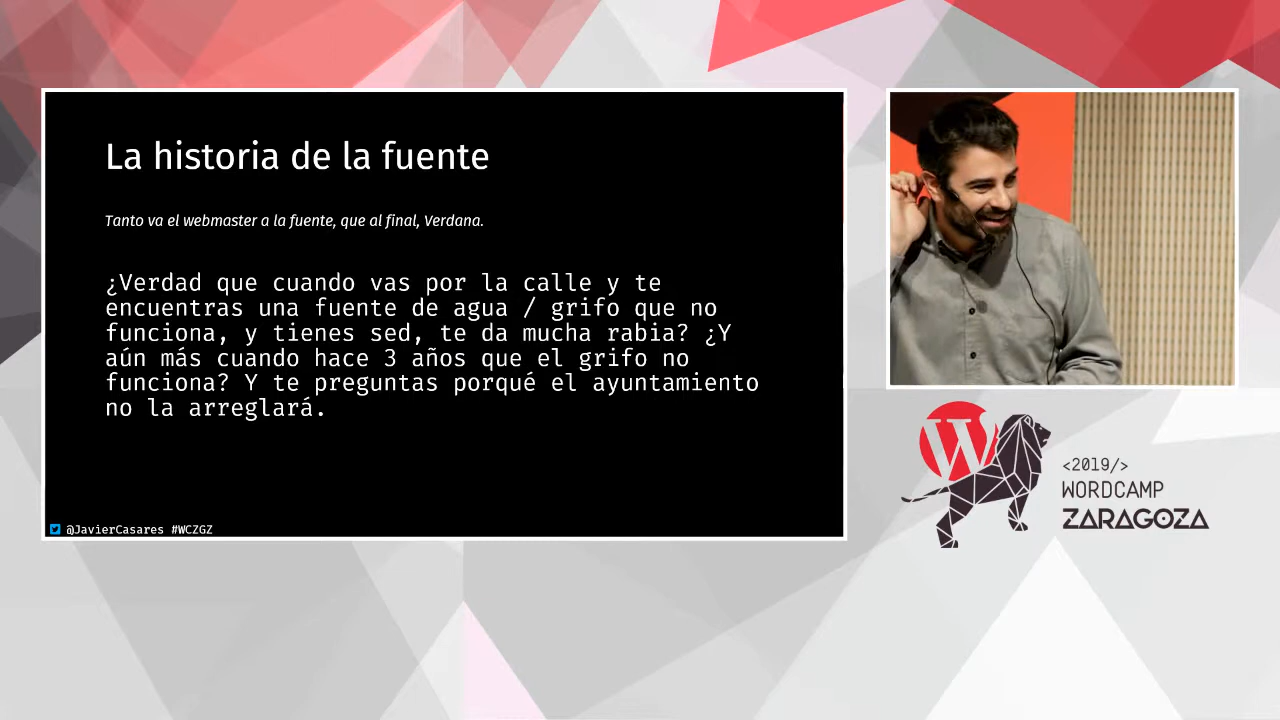 La historia de la fuente
Tanto va el webmaster a la fuente, que al final, Verdana.
¿Verdad que cuando vas por la calle y te
encuentras una fuente de agua / grifo que no
funciona, y tienes sed, te da mucha rabia? ¿Y
aún más cuando hace 3 años que el grifo no
funciona? Y te preguntas porqué el ayuntamiento
no la arreglará.
@JavierCasares #WCZGZ
W
<2019/>
WORDCAMP
ZARAGOZA